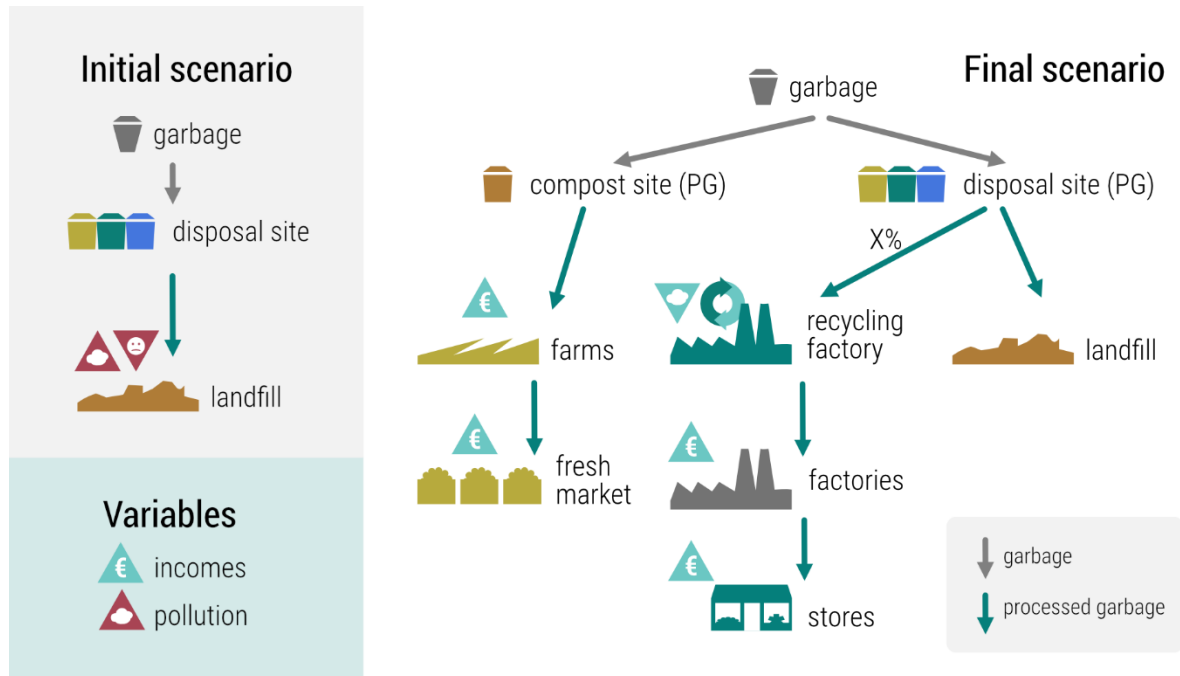 Initial scenario
garbage
disposal site
landfill
Variables
€ incomes
pollution
Final scenario
garbage
compost site (PG)
disposal site (PG)
X%
€
farms
recycling
factory
landfill
€
fresh
market
€
factories
€
stores
garbage
processed garbage